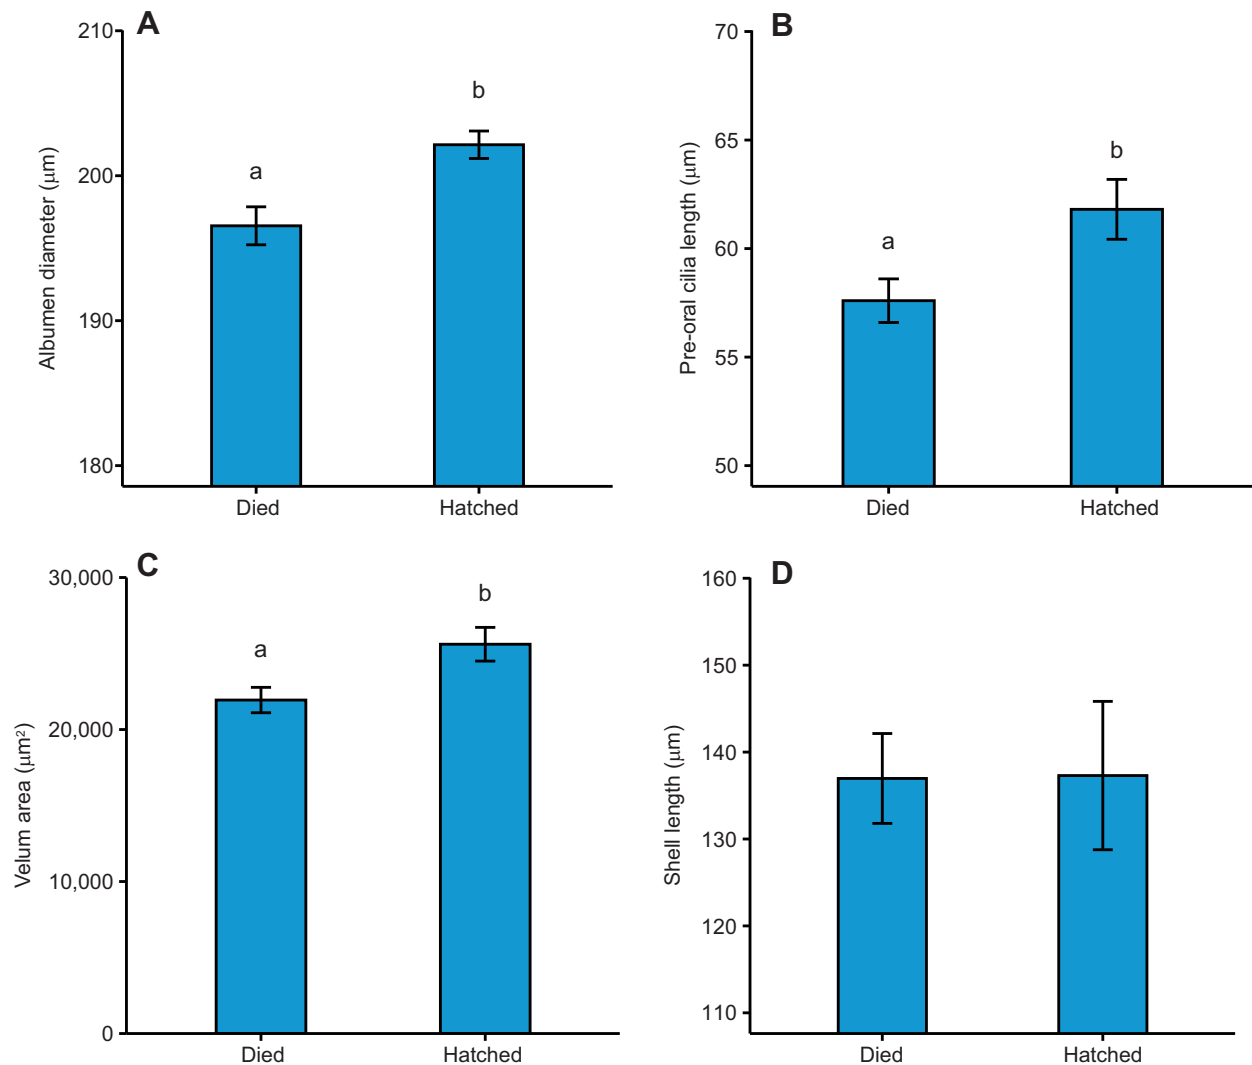 A
210
200
190
180
Albumen diameter (μm)
a
b
Died
Hatched
B
70
65
60
55
50
Pre-oral cilia length (μm)
a
b
Died
Hatched
C
30,000
20,000
10,000
0
Velum area (μm²)
a
b
Died
Hatched
D
160
150
140
130
120
110
Shell length (μm)
Died
Hatched